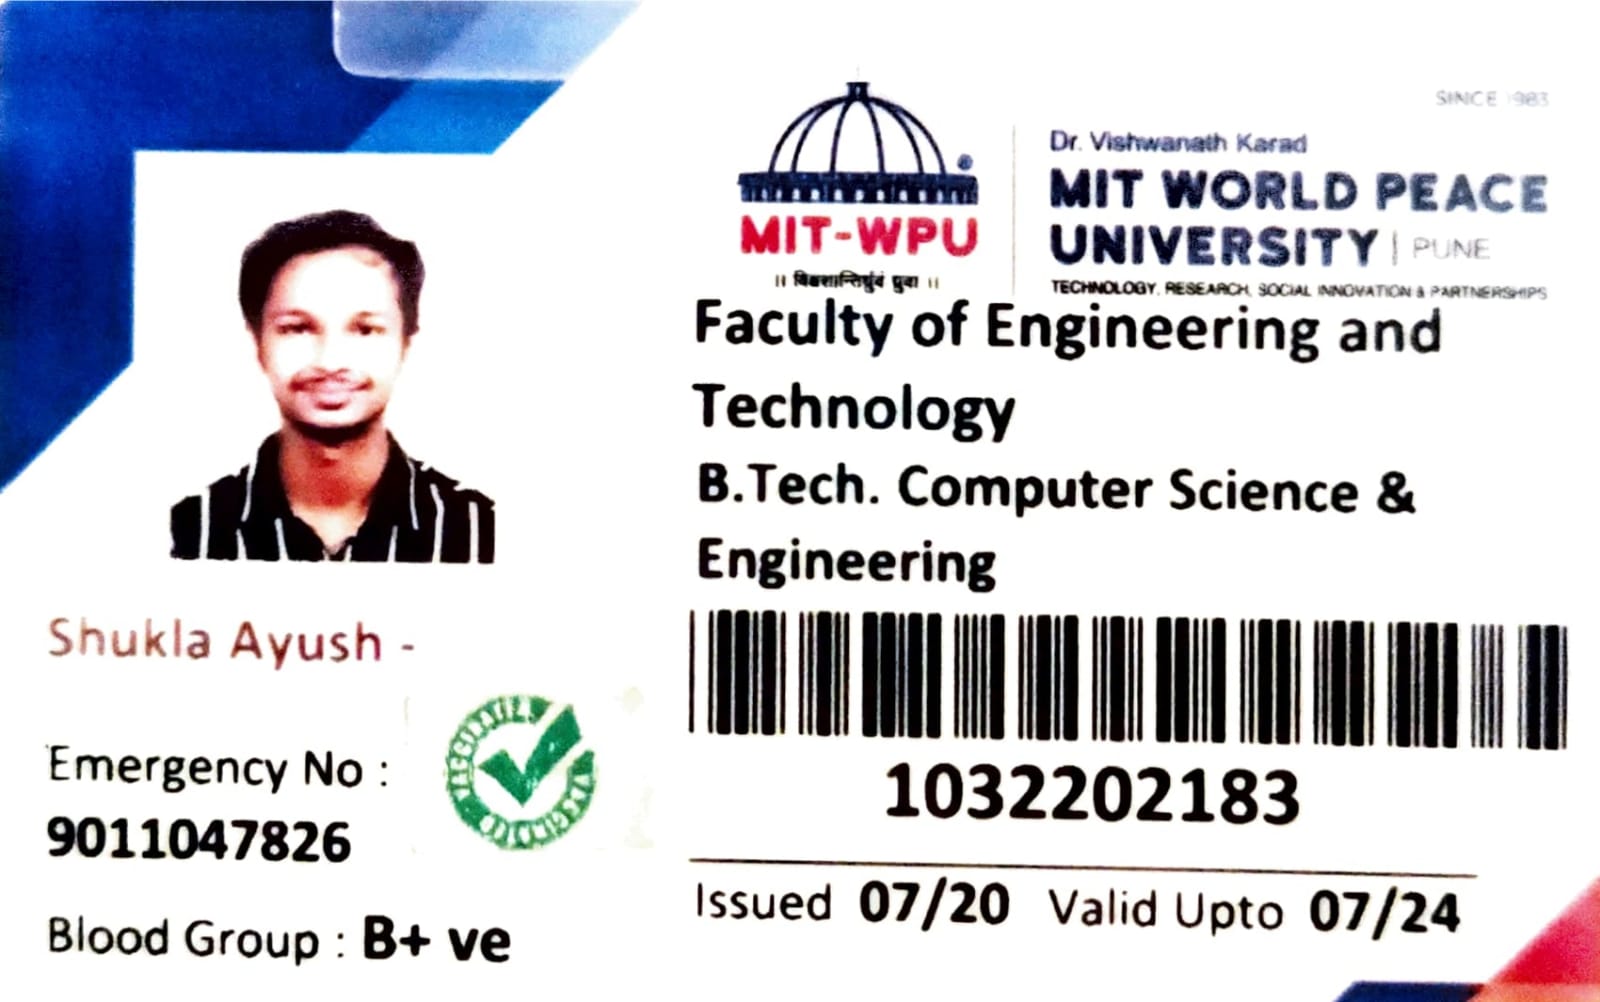 SINCE 1983
Dr. Vishwanath Karad
MIT WORLD PEACE
UNIVERSITY | PUNE
TECHNOLOGY, RESEARCH, SOCIAL INNOVATION & PARTNERSHIPS
MIT-WPU
॥ विश्वशान्तिर्ध्रुवं ध्रुवा ॥
Faculty of Engineering and
Technology
B.Tech. Computer Science &
Engineering
1032202183
Issued 07/20 Valid Upto 07/24
Shukla Ayush -
Emergency No :
9011047826
VACCINATED
VACCINATED
Blood Group : B+ ve